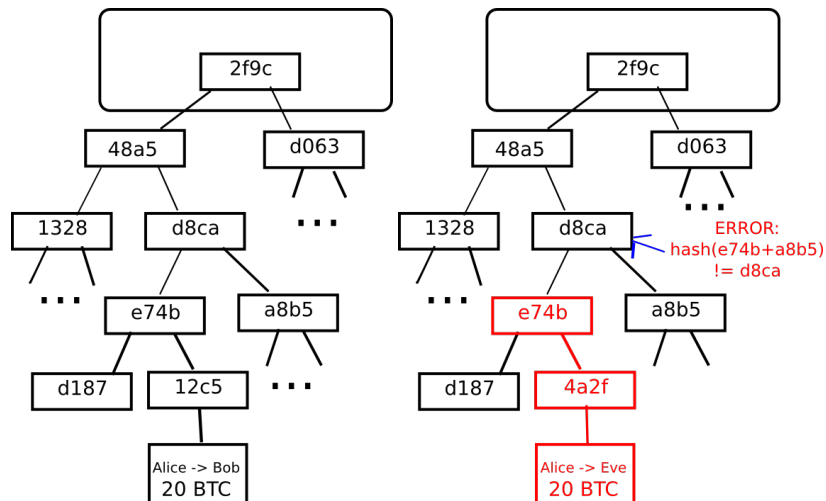 2f9c
48a5
d063
1328
d8ca
...
...
e74b
a8b5
d187
12c5
...
Alice -> Bob
20 BTC
2f9c
48a5
d063
1328
d8ca
...
ERROR:
hash(e74b+a8b5)
!= d8ca
...
e74b
a8b5
d187
4a2f
Alice -> Eve
20 BTC